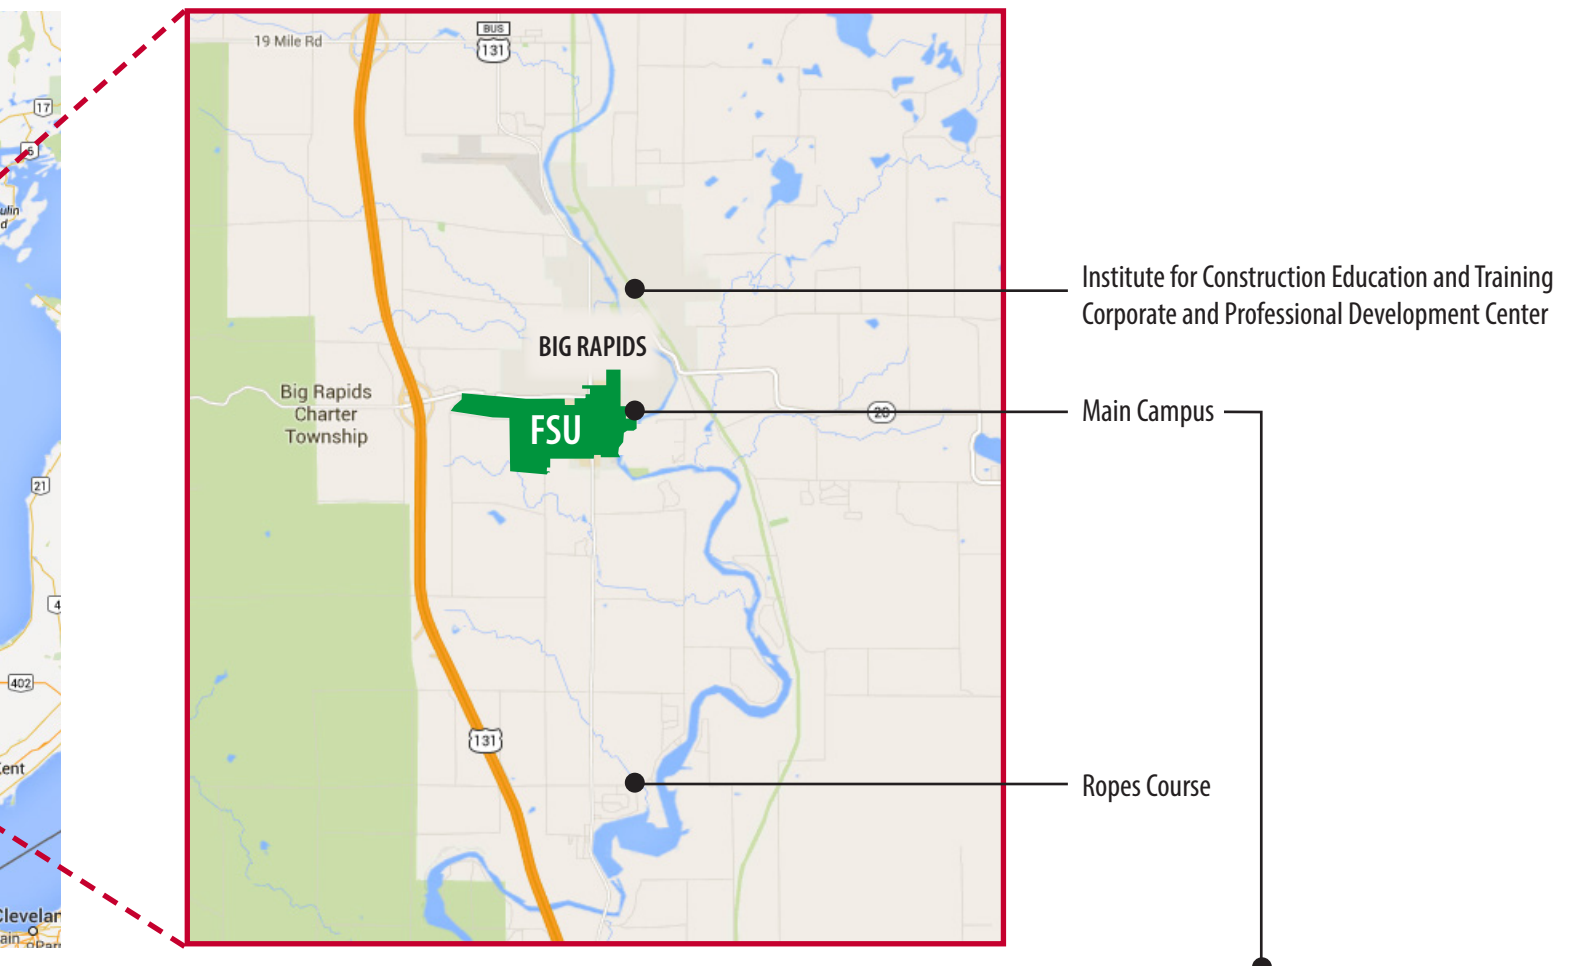 17
6
21
402
19 Mile Rd
BUS
131
Institute for Construction Education and Training
Corporate and Professional Development Center
BIG RAPIDS
Big Rapids
Charter
Township
FSU
20
Main Campus
131
Ropes Course